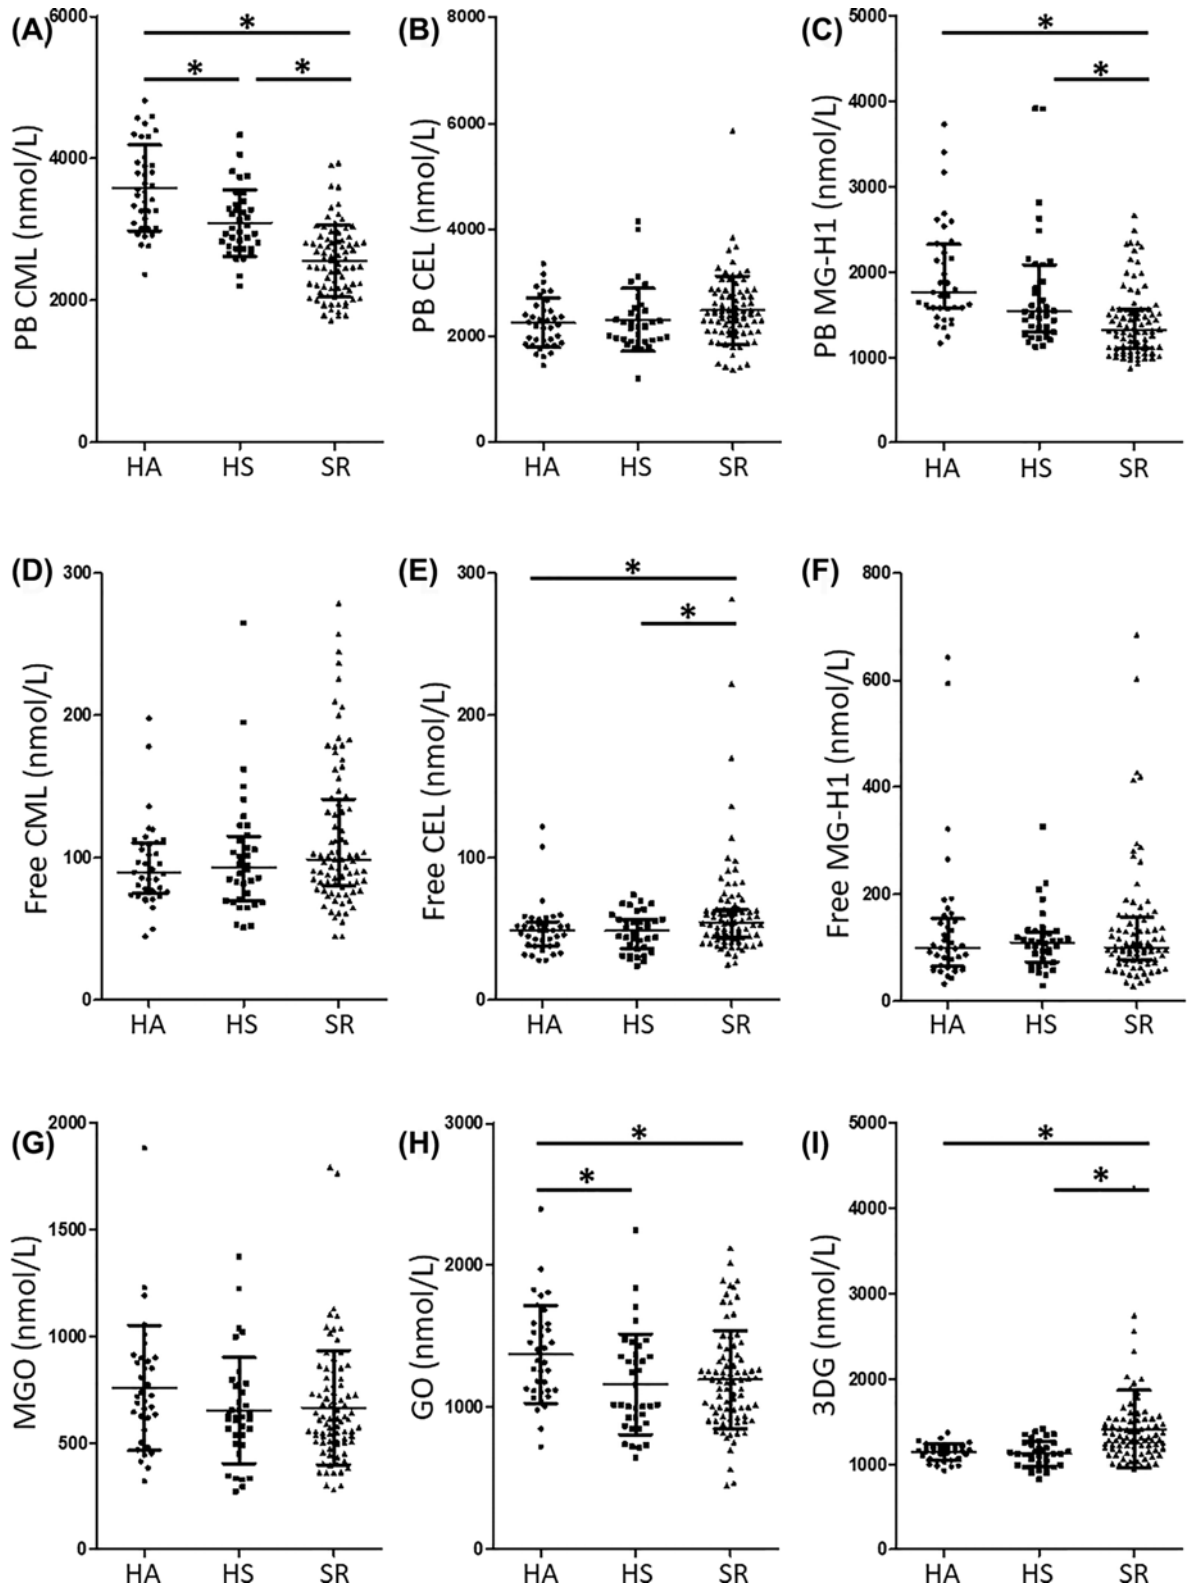 (A)
PB CML (nmol/L)
6000
4000
2000
0
*
*
*
HA HS SR
(B)
PB CEL (nmol/L)
8000
6000
4000
2000
0
HA HS SR
(C)
PB MG-H1 (nmol/L)
5000
4000
3000
2000
1000
0
*
*
HA HS SR
(D)
Free CML (nmol/L)
300
200
100
0
HA HS SR
(E)
Free CEL (nmol/L)
300
200
100
0
*
*
HA HS SR
(F)
Free MG-H1 (nmol/L)
800
600
400
200
0
HA HS SR
(G)
MGO (nmol/L)
2000
1500
1000
500
0
HA HS SR
(H)
GO (nmol/L)
3000
2000
1000
0
*
*
HA HS SR
(I)
3DG (nmol/L)
5000
4000
3000
2000
1000
0
*
*
HA HS SR